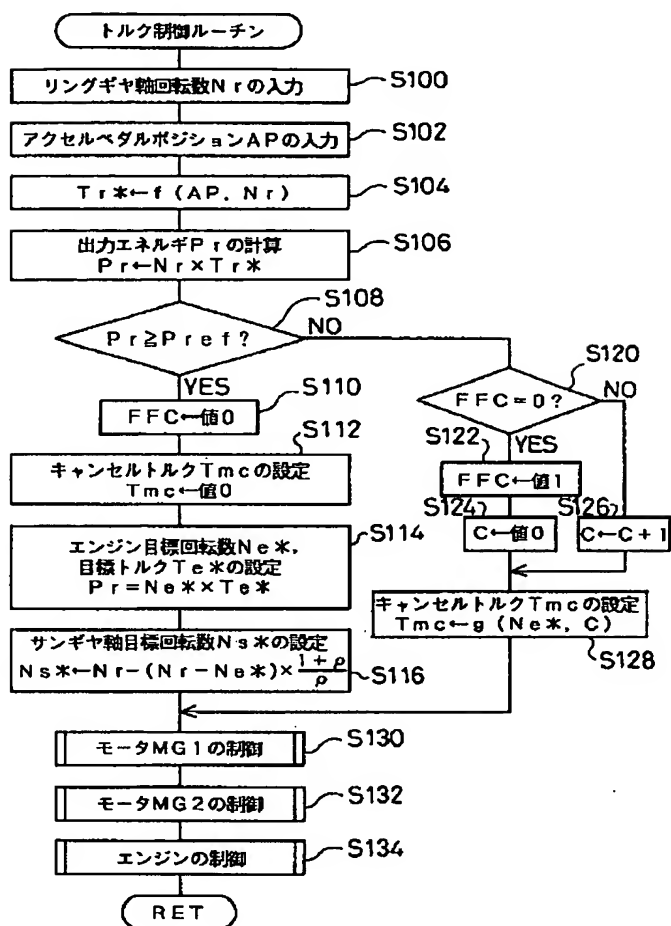 トルク制御ルーチン
リングギヤ軸回転数Nrの入力
S100
アクセルペダルポジションAPの入力
S102
Tr*←f(AP,Nr)
S104
出力エネルギPrの計算
Pr←Nr×Tr*
S106
Pr≧Pref?
S108
NO
YES
FFC←値0
S110
キャンセルトルクTmcの設定
Tmc←値0
S112
エンジン目標回転数Ne*,
目標トルクTe*の設定
Pr=Ne*×Te*
S114
サンギヤ軸目標回転数Ns*の設定
Ns*←Nr-(Nr-Ne*)×(1+ρ)/ρ
S116
FFC=0?
S120
NO
YES
S122
FFC←値1
S124
C←値0
S126
C←C+1
キャンセルトルクTmcの設定
Tmc←g(Ne*,C)
S128
モータMG1の制御
S130
モータMG2の制御
S132
エンジンの制御
S134
RET